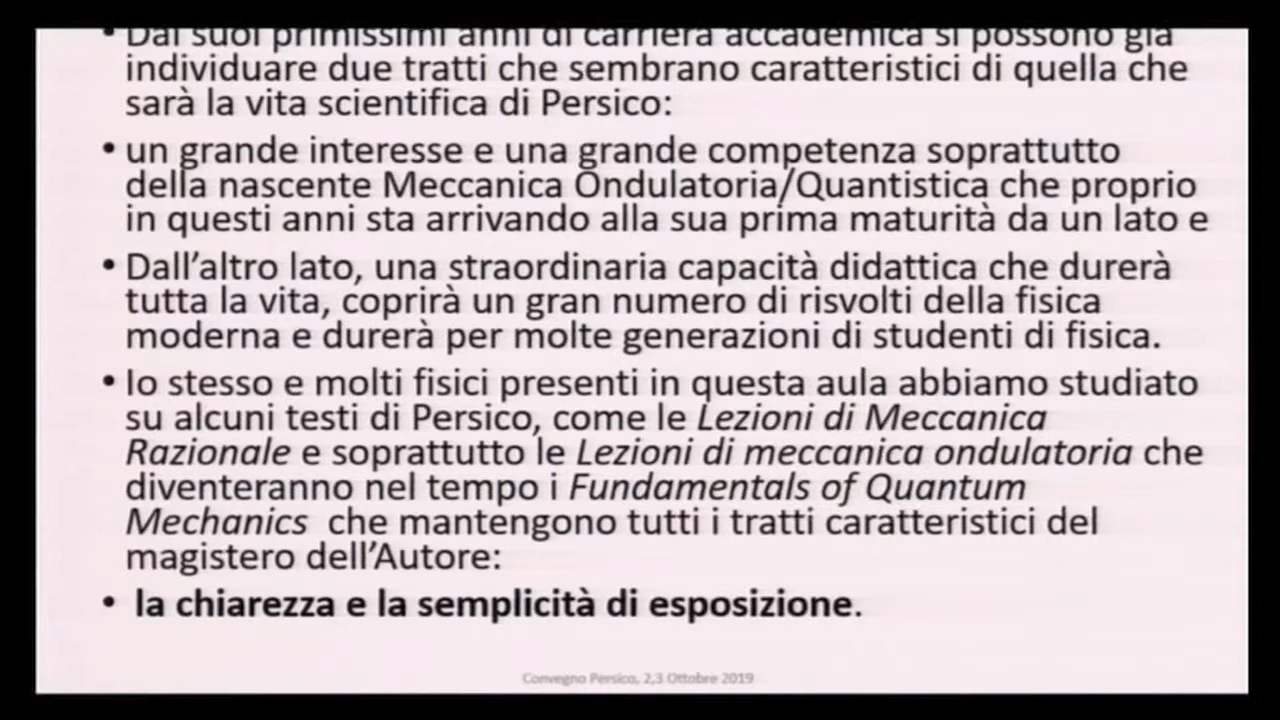 • Dai suoi primissimi anni di carriera accademica si possono già
individuare due tratti che sembrano caratteristici di quella che
sarà la vita scientifica di Persico:
• un grande interesse e una grande competenza soprattutto
della nascente Meccanica Ondulatoria/Quantistica che proprio
in questi anni sta arrivando alla sua prima maturità da un lato e
• Dall’altro lato, una straordinaria capacità didattica che durerà
tutta la vita, coprirà un gran numero di risvolti della fisica
moderna e durerà per molte generazioni di studenti di fisica.
• Io stesso e molti fisici presenti in questa aula abbiamo studiato
su alcuni testi di Persico, come le Lezioni di Meccanica
Razionale e soprattutto le Lezioni di meccanica ondulatoria che
diventeranno nel tempo i Fundamentals of Quantum
Mechanics che mantengono tutti i tratti caratteristici del
magistero dell’Autore:
• la chiarezza e la semplicità di esposizione.
Convegno Persico, 2,3 Ottobre 2019